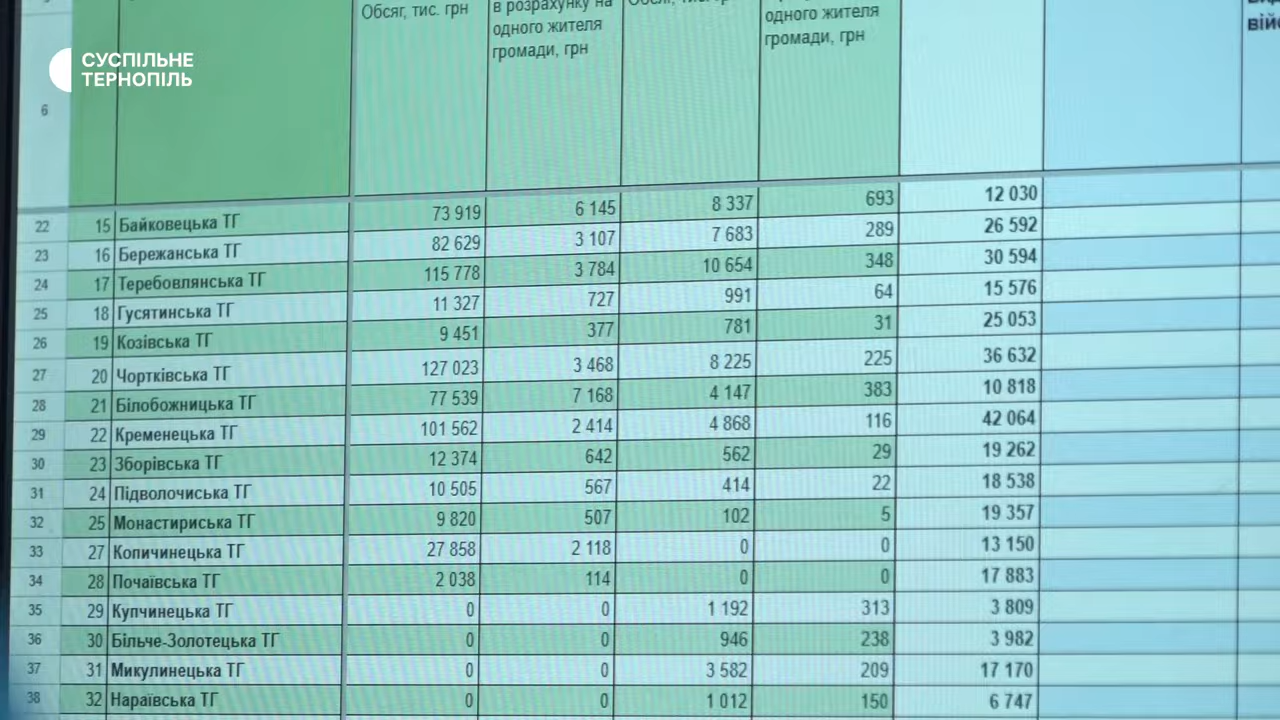 СУСПІЛЬНЕ
ТЕРНОПІЛЬ
Обсяг, тис. грн
в розрахунку на
одного жителя
громади, грн
одного жителя
громади, грн
6
22 15 Байковецька ТГ 73 919 6 145 8 337 693 12 030
23 16 Бережанська ТГ 82 629 3 107 7 683 289 26 592
24 17 Теребовлянська ТГ 115 778 3 784 10 654 348 30 594
25 18 Гусятинська ТГ 11 327 727 991 64 15 576
26 19 Козівська ТГ 9 451 377 781 31 25 053
27 20 Чортківська ТГ 127 023 3 468 8 225 225 36 632
28 21 Білобожницька ТГ 77 539 7 168 4 147 383 10 818
29 22 Кременецька ТГ 101 562 2 414 4 868 116 42 064
30 23 Зборівська ТГ 12 374 642 562 29 19 262
31 24 Підволочиська ТГ 10 505 567 414 22 18 538
32 25 Монастириська ТГ 9 820 507 102 5 19 357
33 27 Копичинецька ТГ 27 858 2 118 0 0 13 150
34 28 Почаївська ТГ 2 038 114 0 0 17 883
35 29 Купчинецька ТГ 0 0 1 192 313 3 809
36 30 Більче-Золотецька ТГ 0 0 946 238 3 982
37 31 Микулинецька ТГ 0 0 3 582 209 17 170
38 32 Нараївська ТГ 0 0 1 012 150 6 747